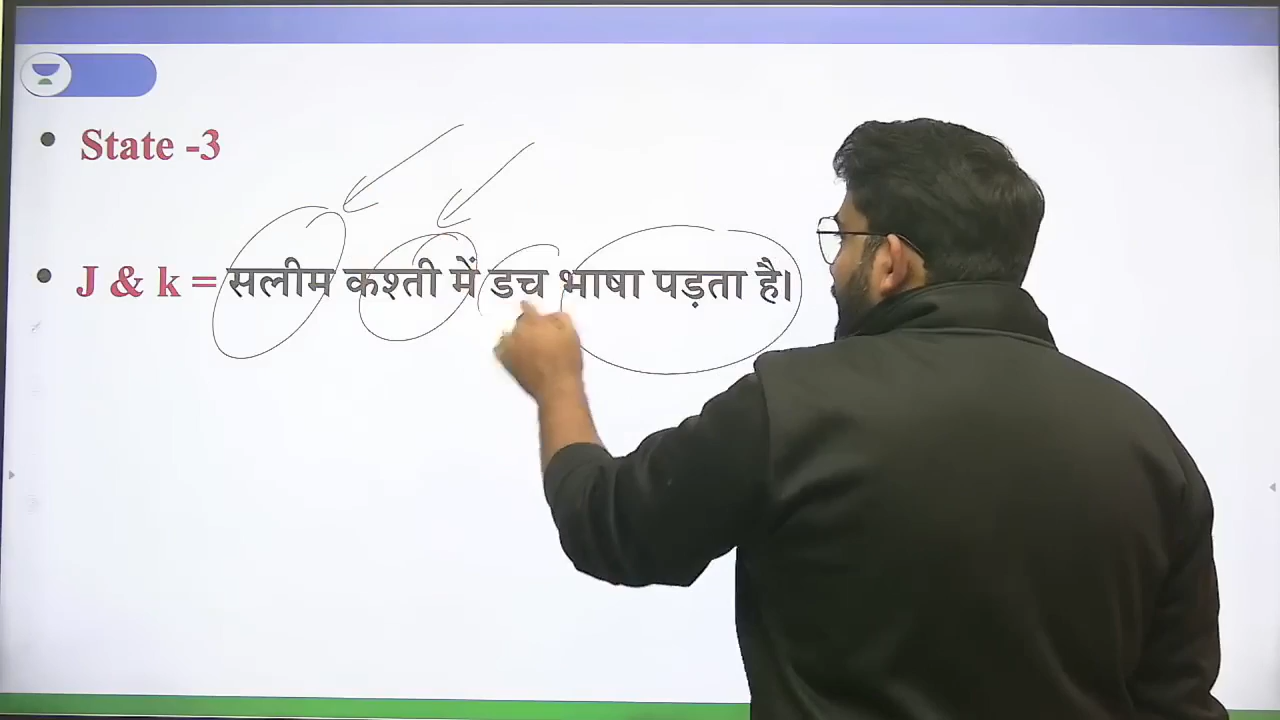 State -3
J & k = सलीम कश्ती में डच भाषा पड़ता है।